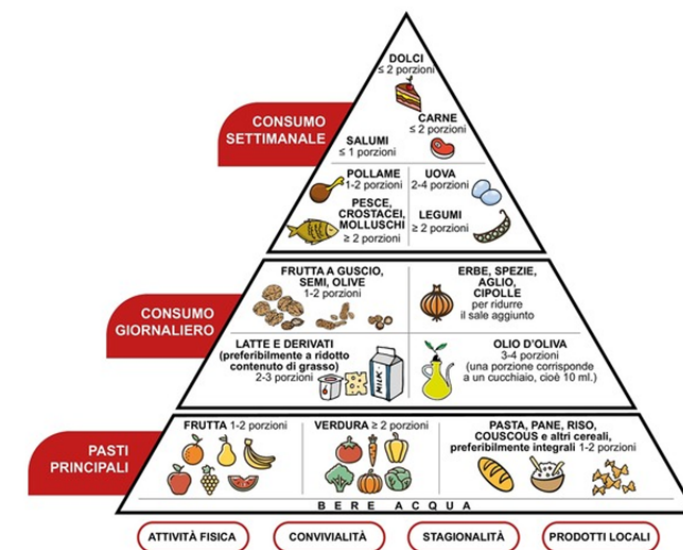 DOLCI
≤ 2 porzioni
CONSUMO
SETTIMANALE
CARNE
≤ 2 porzioni
SALUMI
≤ 1 porzioni
POLLAME
1-2 porzioni
UOVA
2-4 porzioni
PESCE,
CROSTACEI,
MOLLUSCHI
≥ 2 porzioni
LEGUMI
≥ 2 porzioni
CONSUMO
GIORNALIERO
FRUTTA A GUSCIO,
SEMI, OLIVE
1-2 porzioni
ERBE, SPEZIE,
AGLIO,
CIPOLLE
per ridurre
il sale aggiunto
LATTE E DERIVATI
(preferibilmente a ridotto
contenuto di grasso)
2-3 porzioni
MILK
OLIO D'OLIVA
3-4 porzioni
(una porzione corrisponde
a un cucchiaio, cioè 10 ml.)
PASTI
PRINCIPALI
FRUTTA 1-2 porzioni
VERDURA ≥ 2 porzioni
PASTA, PANE, RISO,
COUSCOUS e altri cereali,
preferibilmente integrali 1-2 porzioni
BERE ACQUA
ATTIVITÀ FISICA
CONVIVIALITÀ
STAGIONALITÀ
PRODOTTI LOCALI